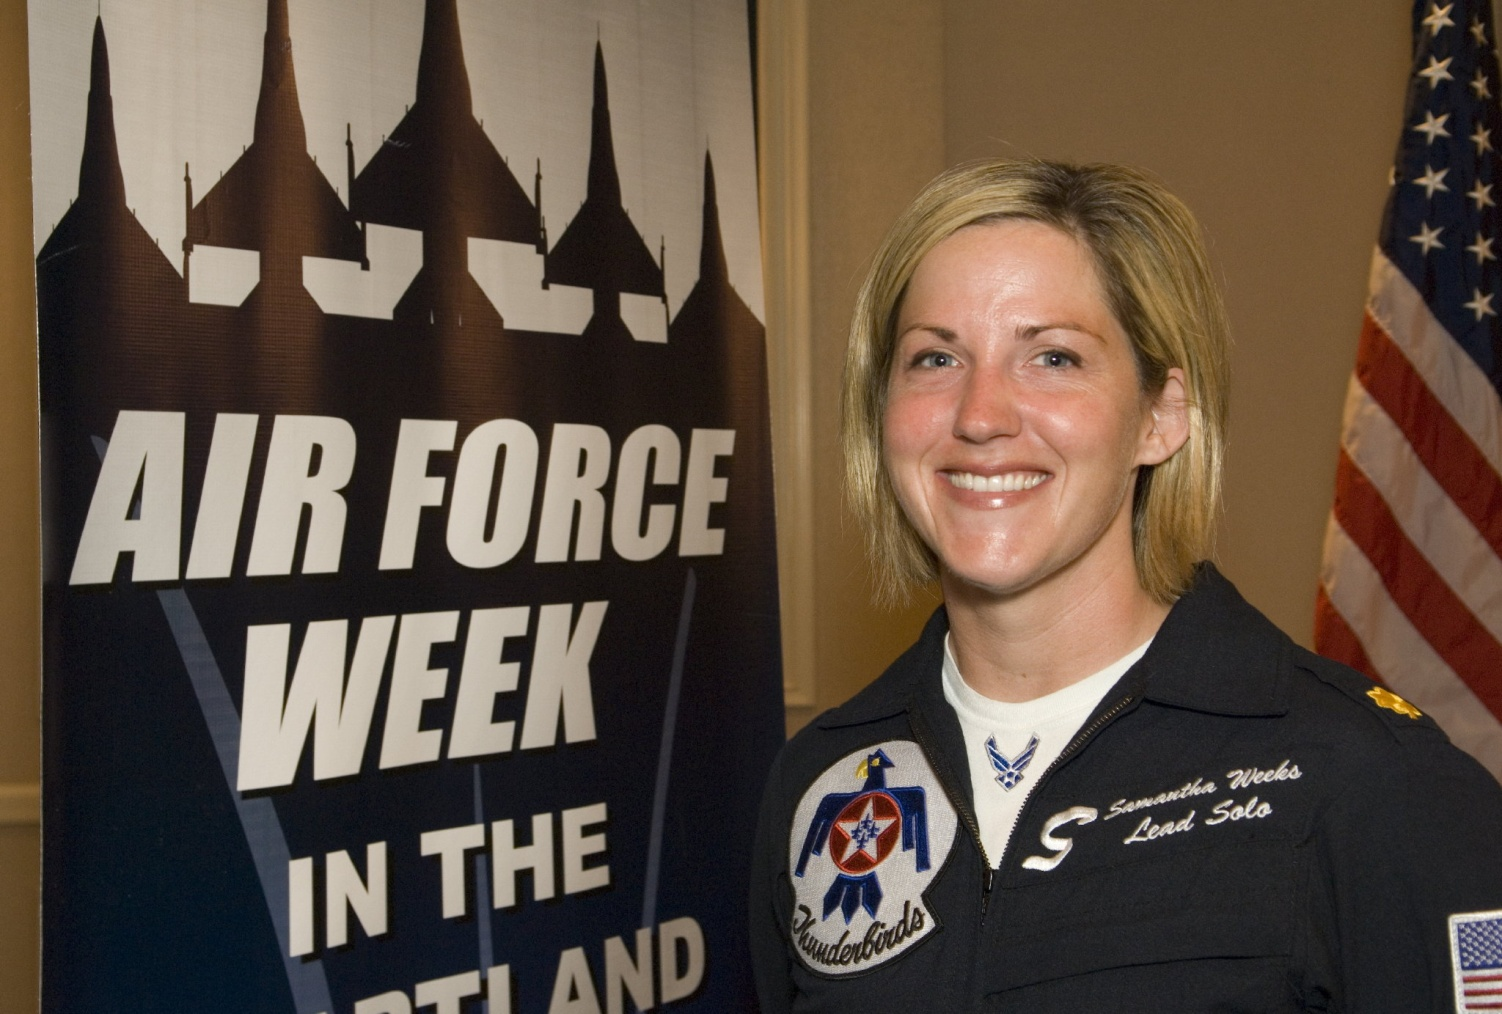 AIR FORCE
WEEK
IN THE
Samantha Weeks
Lead Solo
Thunderbirds